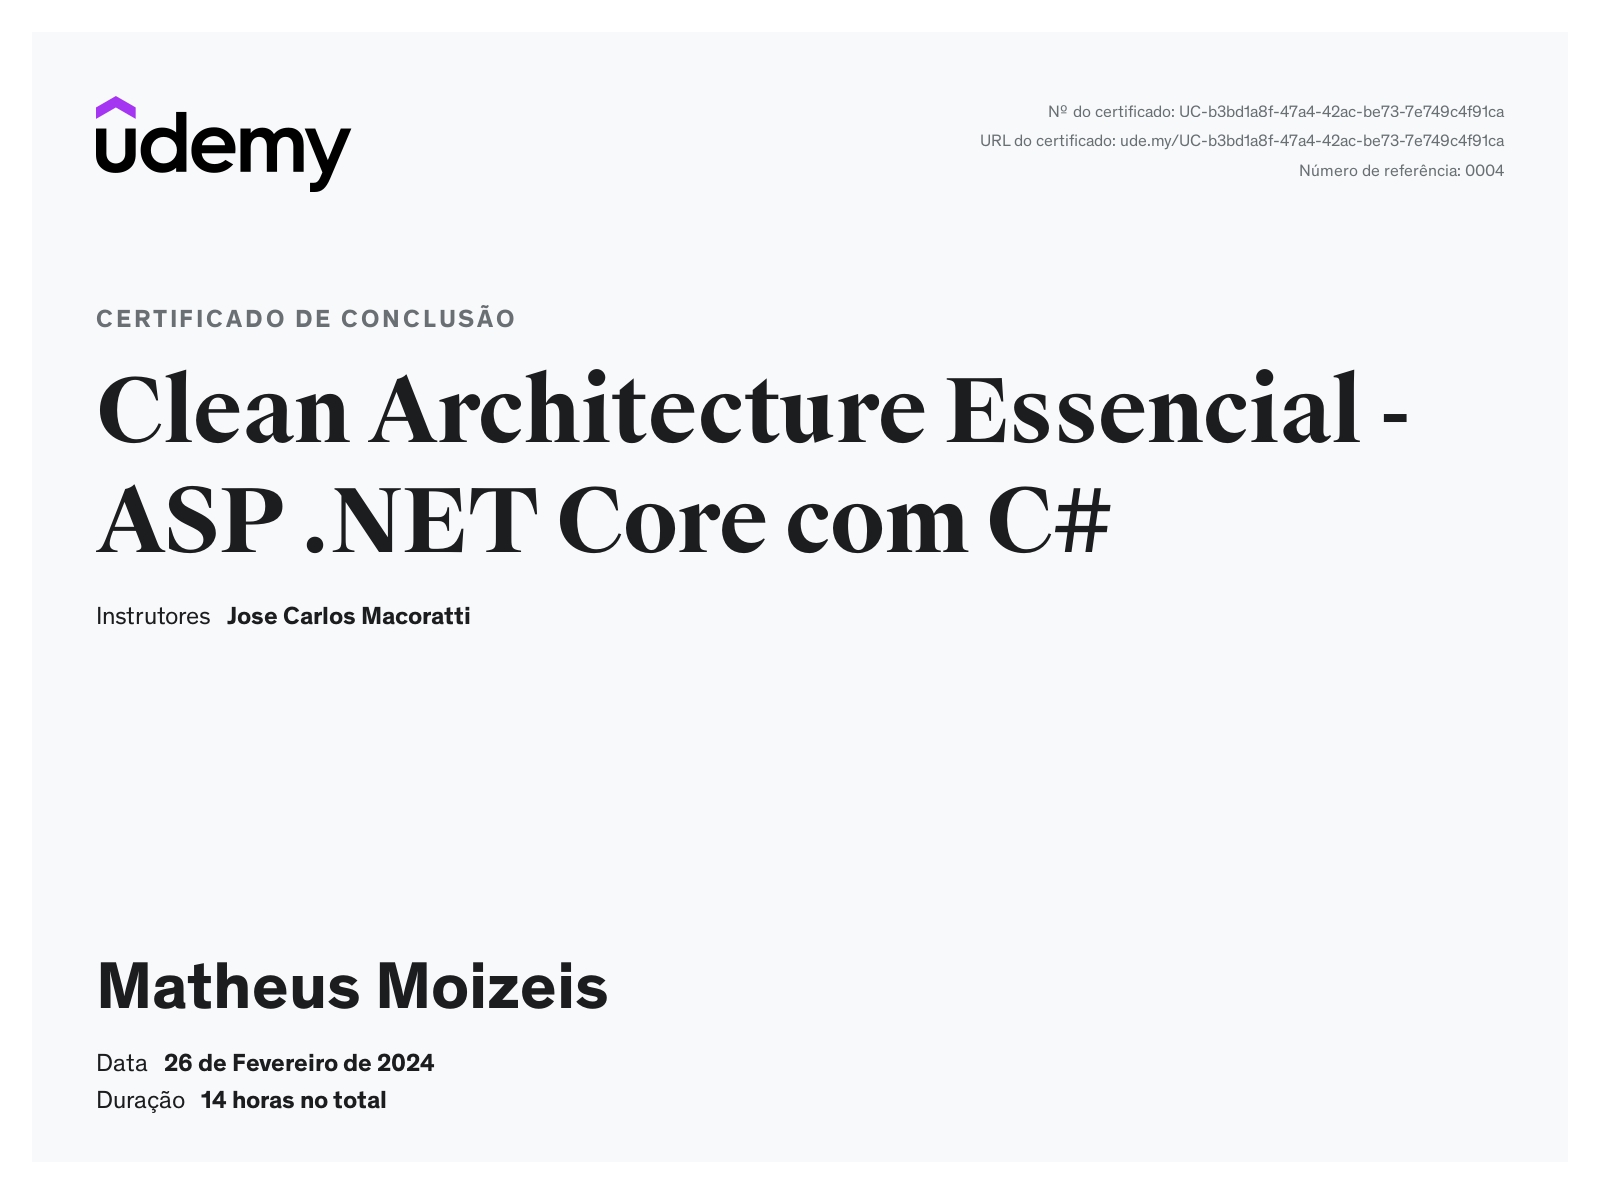 udemy
Nº do certificado: UC-b3bd1a8f-47a4-42ac-be73-7e749c4f91ca
URL do certificado: ude.my/UC-b3bd1a8f-47a4-42ac-be73-7e749c4f91ca
Número de referência: 0004
CERTIFICADO DE CONCLUSÃO
Clean Architecture Essencial -
ASP .NET Core com C#
Instrutores Jose Carlos Macoratti
Matheus Moizeis
Data 26 de Fevereiro de 2024
Duração 14 horas no total